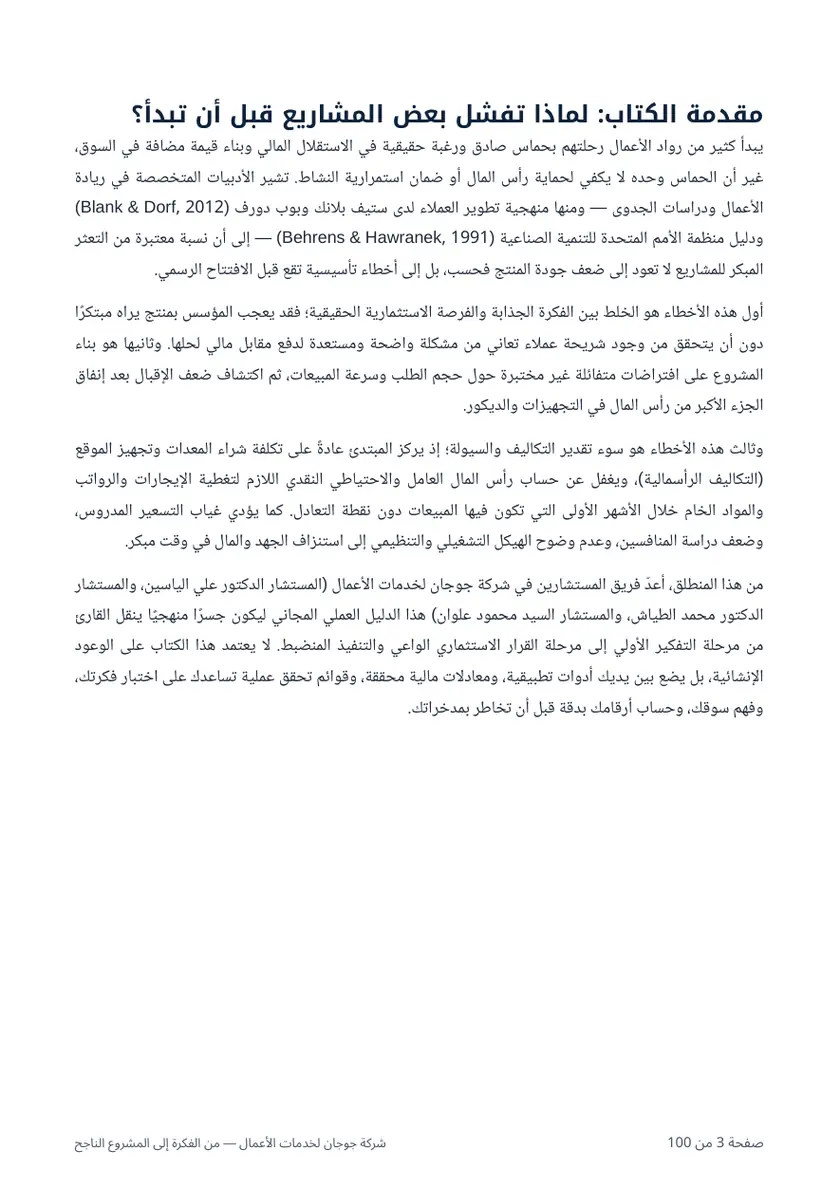 مقدمة الكتاب: لماذا تفشل بعض المشاريع قبل أن تبدأ؟
يبدأ كثير من رواد الأعمال رحلتهم بحماس صادق ورغبة حقيقية في الاستقلال المالي وبناء قيمة مضافة في السوق،
غير أن الحماس وحده لا يكفي لحماية رأس المال أو ضمان استمرارية النشاط. تشير الأدبيات المتخصصة في ريادة
الأعمال ودراسات الجدوى — ومنها منهجية تطوير العملاء لدى ستيف بلانك وبوب دورف (Blank & Dorf, 2012)
ودليل منظمة الأمم المتحدة للتنمية الصناعية (Behrens & Hawranek, 1991) — إلى أن نسبة معتبرة من التعثر
المبكر للمشاريع لا تعود إلى ضعف جودة المنتج فحسب، بل إلى أخطاء تأسيسية تقع قبل الافتتاح الرسمي.
أول هذه الأخطاء هو الخلط بين الفكرة الجذابة والفرصة الاستثمارية الحقيقية؛ فقد يعجب المؤسس بمنتج يراه مبتكرًا
دون أن يتحقق من وجود شريحة عملاء تعاني من مشكلة واضحة ومستعدة لدفع مقابل مالي لحلها. وثانيها هو بناء
المشروع على افتراضات متفائلة غير مختبرة حول حجم الطلب وسرعة المبيعات، ثم اكتشاف ضعف الإقبال بعد إنفاق
الجزء الأكبر من رأس المال في التجهيزات والديكور.
وثالث هذه الأخطاء هو سوء تقدير التكاليف والسيولة؛ إذ يركز المبتدئ عادةً على تكلفة شراء المعدات وتجهيز الموقع
(التكاليف الرأسمالية)، ويغفل عن حساب رأس المال العامل والاحتياطي النقدي اللازم لتغطية الإيجارات والرواتب
والمواد الخام خلال الأشهر الأولى التي تكون فيها المبيعات دون نقطة التعادل. كما يؤدي غياب التسعير المدروس،
وضعف دراسة المنافسين، وعدم وضوح الهيكل التشغيلي والتنظيمي إلى استنزاف الجهد والمال في وقت مبكر.
من هذا المنطلق، أعدّ فريق المستشارين في شركة جوجان لخدمات الأعمال (المستشار الدكتور علي الياسين، والمستشار
الدكتور محمد الطياش، والمستشار السيد محمود علوان) هذا الدليل العملي المجاني ليكون جسرًا منهجيًا ينقل القارئ
من مرحلة التفكير الأولي إلى مرحلة القرار الاستثماري الواعي والتنفيذ المنضبط. لا يعتمد هذا الكتاب على الوعود
الإنشائية، بل يضع بين يديك أدوات تطبيقية، ومعادلات مالية محققة، وقوائم تحقق عملية تساعدك على اختبار فكرتك،
وفهم سوقك، وحساب أرقامك بدقة قبل أن تخاطر بمدخراتك.
صفحة 3 من 100
شركة جوجان لخدمات الأعمال — من الفكرة إلى المشروع الناجح